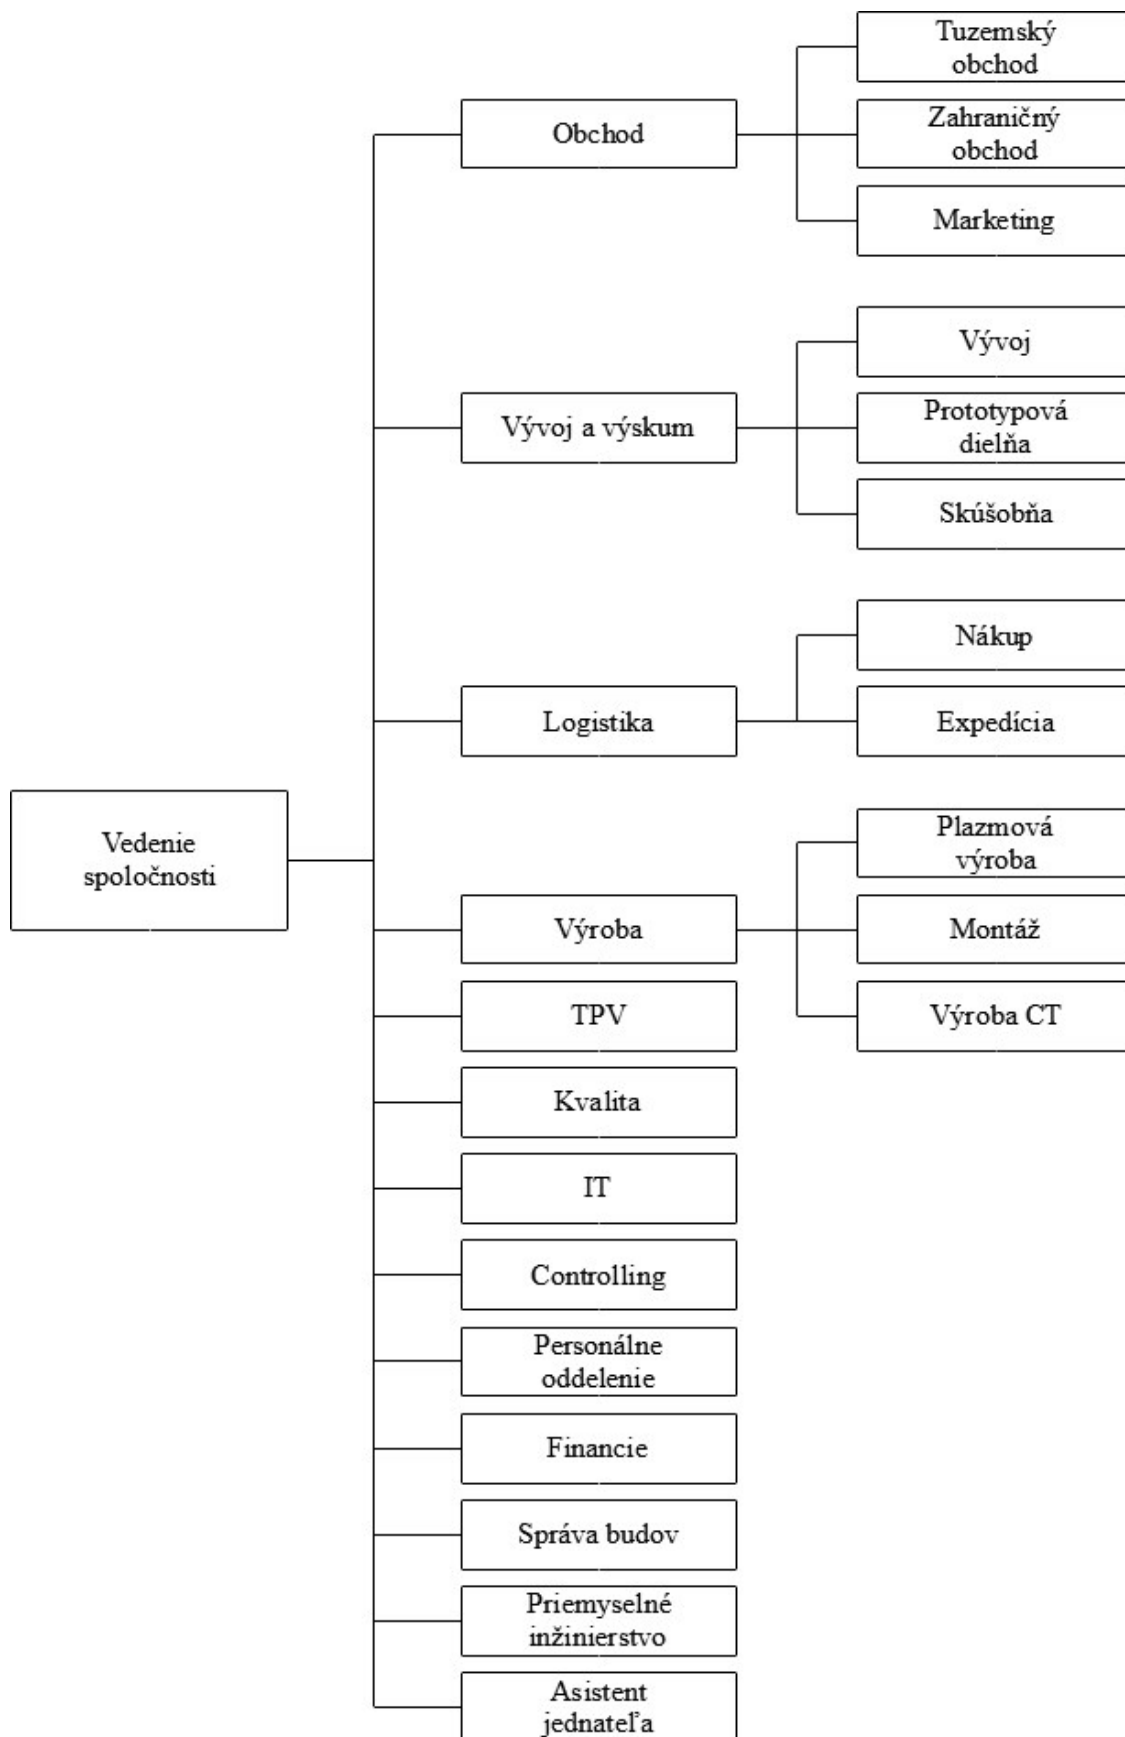 Tuzemský
obchod
Obchod
Zahraničný
obchod
Marketing
Vývoj
Vývoj a výskum
Prototypová
dielňa
Skúšobňa
Nákup
Logistika
Expedícia
Vedenie
spoločnosti
Plazmová
výroba
Výroba
Montáž
TPV
Výroba CT
Kvalita
IT
Controlling
Personálne
oddelenie
Financie
Správa budov
Priemyselné
inžinierstvo
Asistent
jednateľa